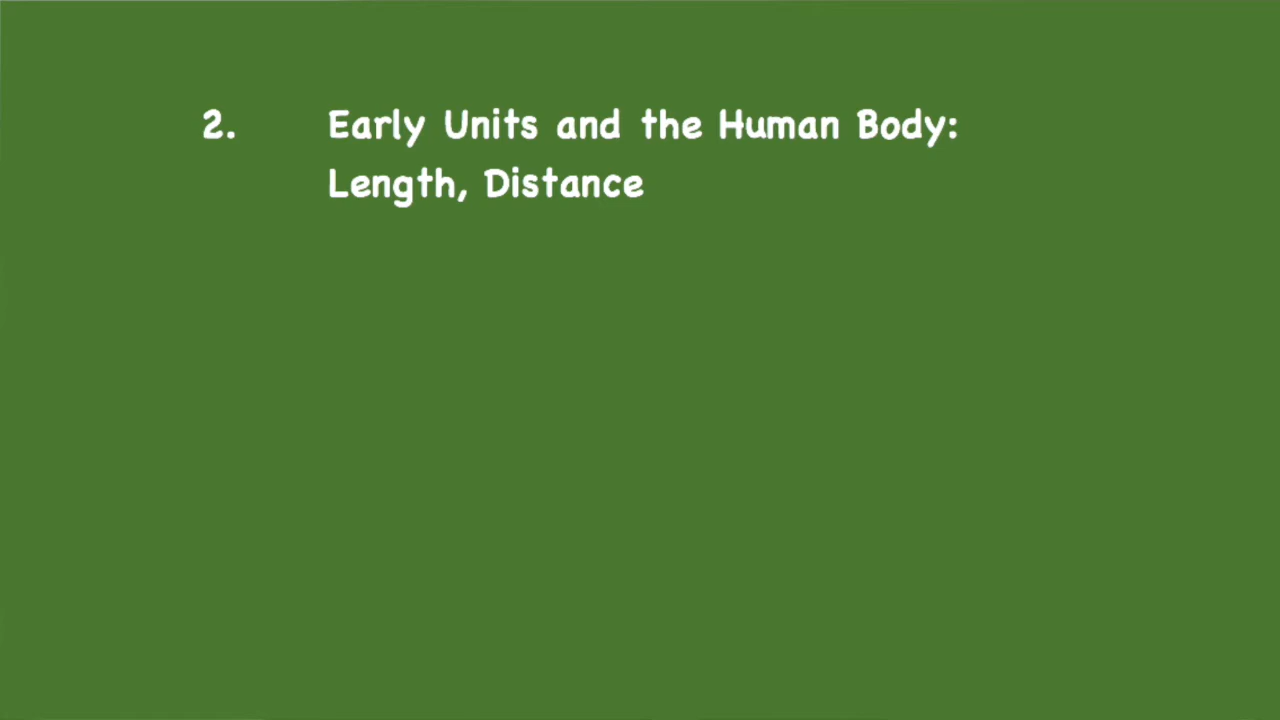 2. Early Units and the Human Body:
Length, Distance